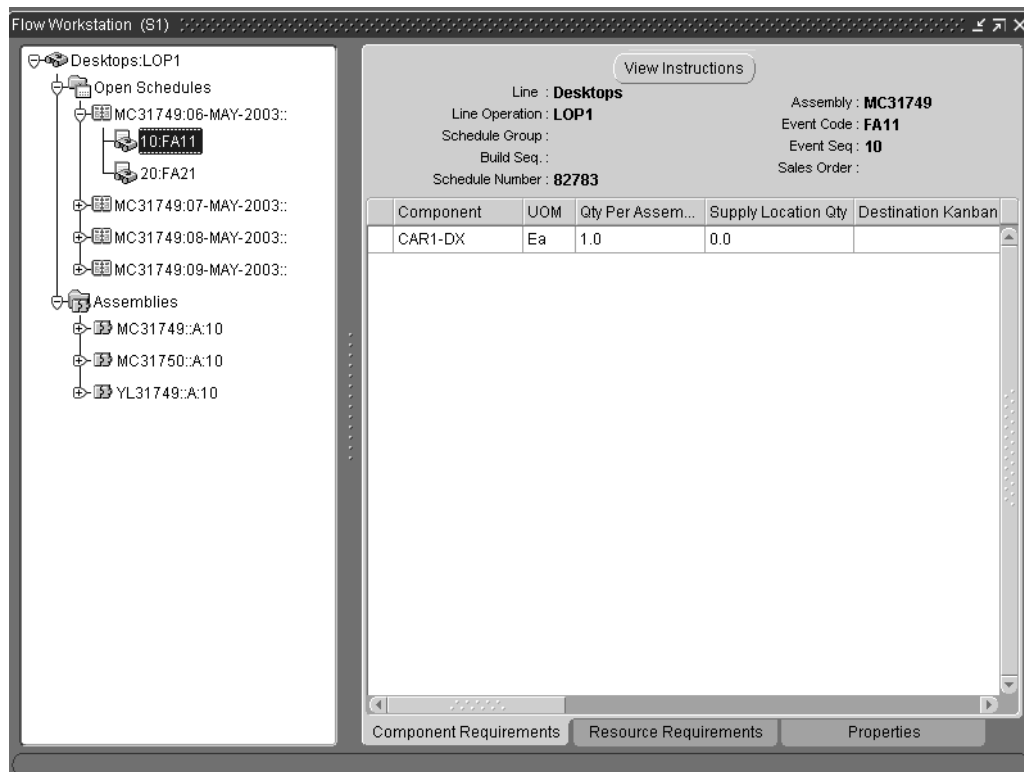 Flow Workstation (S1)
Desktops:LOP1
Open Schedules
MC31749:06-MAY-2003::
10:FA11
20:FA21
MC31749:07-MAY-2003::
MC31749:08-MAY-2003::
MC31749:09-MAY-2003::
Assemblies
MC31749::A:10
MC31750::A:10
YL31749::A:10
View Instructions
Line : Desktops
Line Operation : LOP1
Schedule Group :
Build Seq. :
Schedule Number : 82783
Assembly : MC31749
Event Code : FA11
Event Seq : 10
Sales Order :
Component UOM Qty Per Assem... Supply Location Qty Destination Kanban
CAR1-DX Ea 1.0 0.0
Component Requirements Resource Requirements Properties